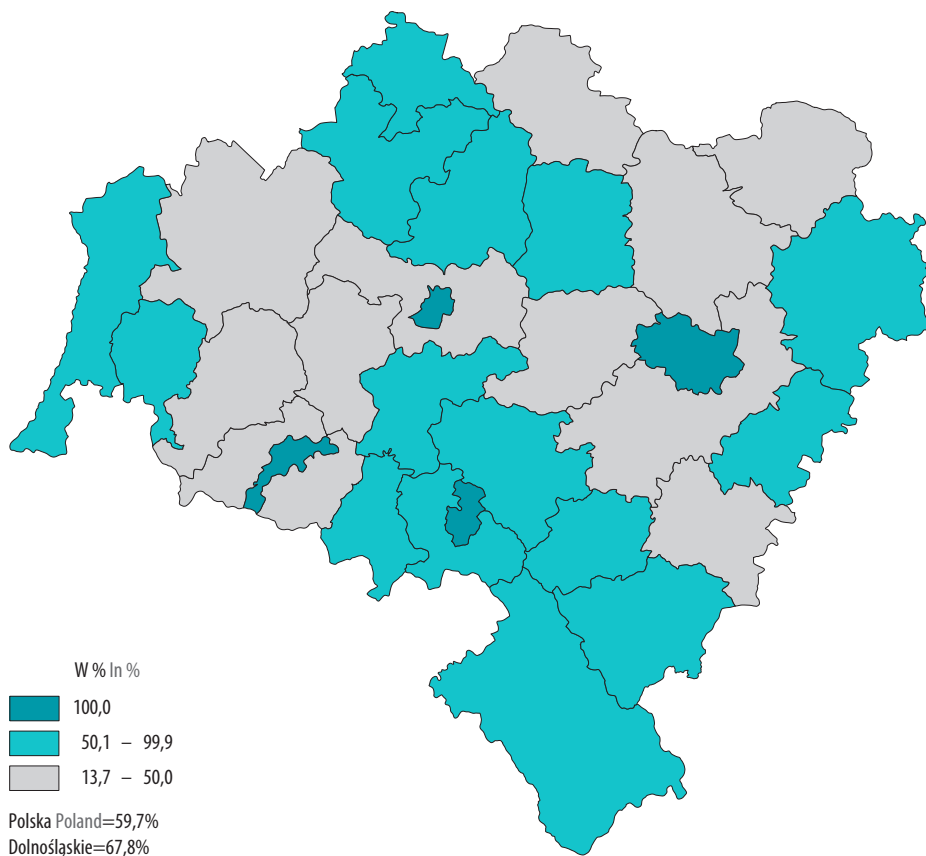 W % In %
100,0
50,1 – 99,9
13,7 – 50,0
Polska Poland=59,7%
Dolnośląskie=67,8%